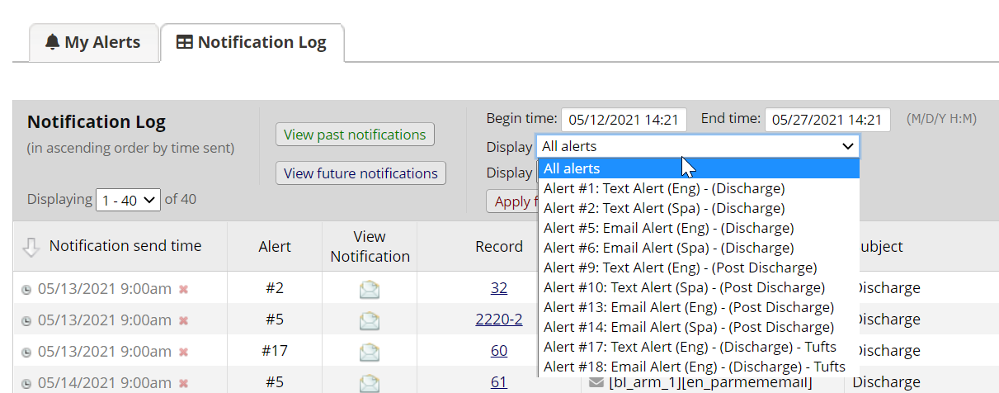 My Alerts
Notification Log
Notification Log
(in ascending order by time sent)
Displaying 1 - 40 of 40
View past notifications
View future notifications
Begin time: 05/12/2021 14:21 End time: 05/27/2021 14:21 (M/D/Y H:M)
Display All alerts
Display
Apply
All alerts
Alert #1: Text Alert (Eng) - (Discharge)
Alert #2: Text Alert (Spa) - (Discharge)
Alert #5: Email Alert (Eng) - (Discharge)
Alert #6: Email Alert (Spa) - (Discharge)
Alert #9: Text Alert (Eng) - (Post Discharge)
Alert #10: Text Alert (Spa) - (Post Discharge)
Alert #13: Email Alert (Eng) - (Post Discharge)
Alert #14: Email Alert (Spa) - (Post Discharge)
Alert #17: Text Alert (Eng) - (Discharge) - Tufts
Alert #18: Email Alert (Eng) - (Discharge) - Tufts
Notification send time Alert View Notification Record ubject
05/13/2021 9:00am #2 32 Discharge
05/13/2021 9:00am #5 2220-2 Discharge
05/13/2021 9:00am #17 60 Discharge
05/14/2021 9:00am #5 61 [bl_arm_1][en_parmememail] Discharge